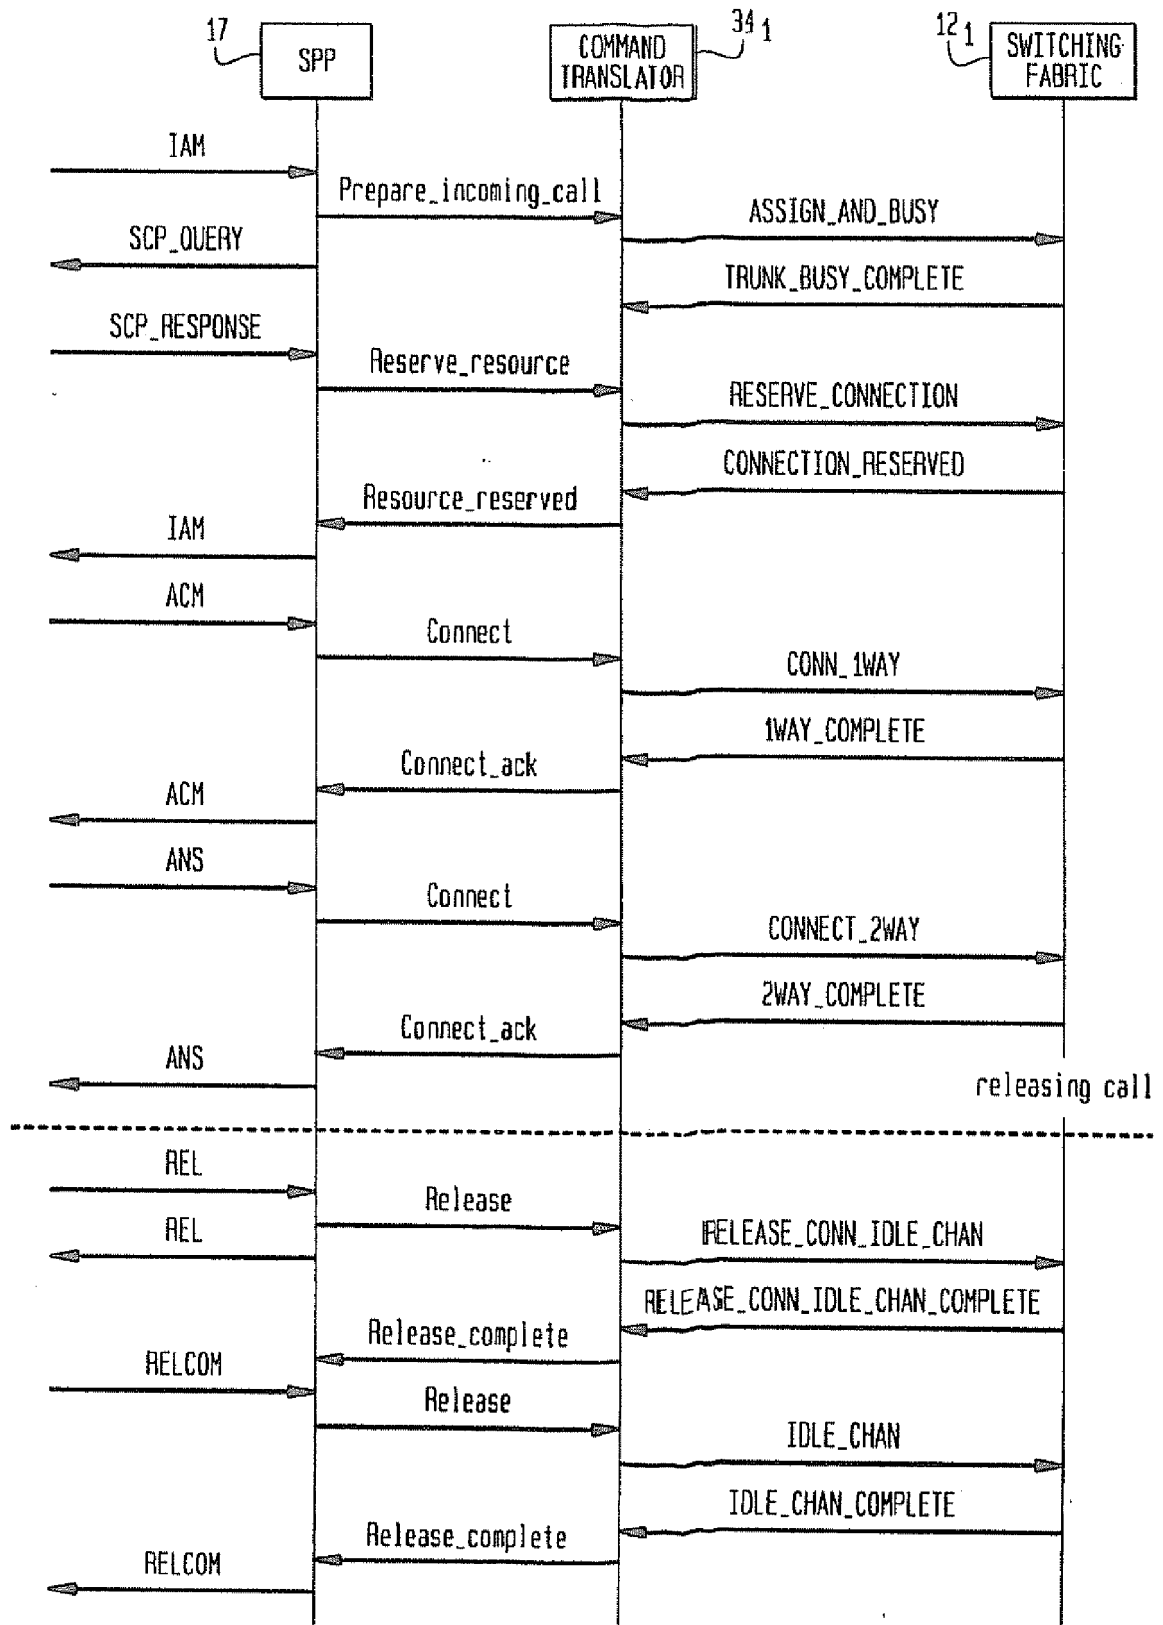 17 SPP COMMAND TRANSLATOR 34 1 12 1 SWITCHING FABRIC
IAM
Prepare_incoming_call
ASSIGN_AND_BUSY
SCP_QUERY
TRUNK_BUSY_COMPLETE
SCP_RESPONSE
Reserve_resource
RESERVE_CONNECTION
CONNECTION_RESERVED
Resource_reserved
IAM
ACM
Connect
CONN_1WAY
1WAY_COMPLETE
Connect_ack
ACM
ANS
Connect
CONNECT_2WAY
2WAY_COMPLETE
Connect_ack
ANS
releasing call
REL
Release
REL
RELEASE_CONN_IDLE_CHAN
RELEASE_CONN_IDLE_CHAN_COMPLETE
Release_complete
RELCOM
Release
IDLE_CHAN
IDLE_CHAN_COMPLETE
Release_complete
RELCOM